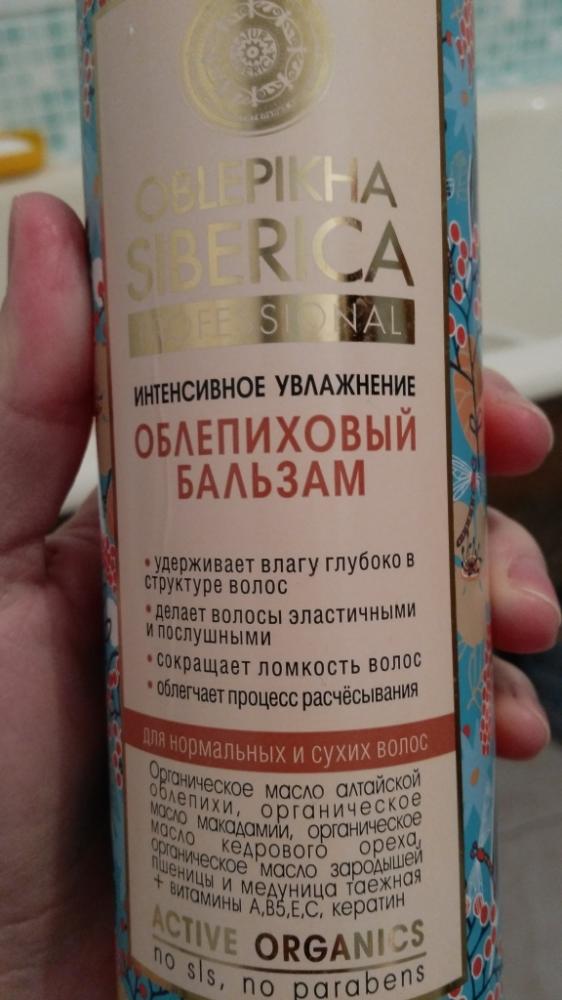 OBLEPIKHA
SIBERICA
PROFESSIONAL
ИНТЕНСИВНОЕ УВЛАЖНЕНИЕ
ОБЛЕПИХОВЫЙ
БАЛЬЗАМ
• удерживает влагу глубоко в
структуре волос
• делает волосы эластичными
и послушными
• сокращает ломкость волос
• облегчает процесс расчёсывания
для нормальных и сухих волос
Органическое масло алтайской
облепихи, органическое
масло макадамии, органическое
масло кедрового ореха,
органическое масло зародышей
пшеницы и медуница таежная
+ витамины А,В5,Е,С, кератин
ACTIVE ORGANICS
no sls, no parabens